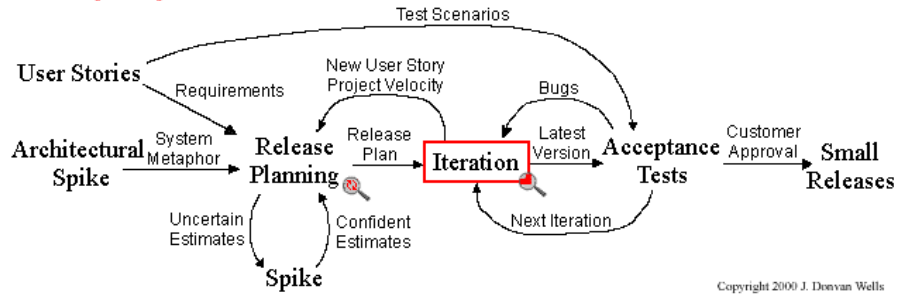 Test Scenarios
User Stories
New User Story
Project Velocity
Requirements
Bugs
Architectural
Spike
System
Metaphor
Release
Planning
Release
Plan
Iteration
Latest
Version
Acceptance
Tests
Customer
Approval
Small
Releases
Uncertain
Estimates
Confident
Estimates
Next Iteration
Spike
Copyright 2000 J. Donvan Wells